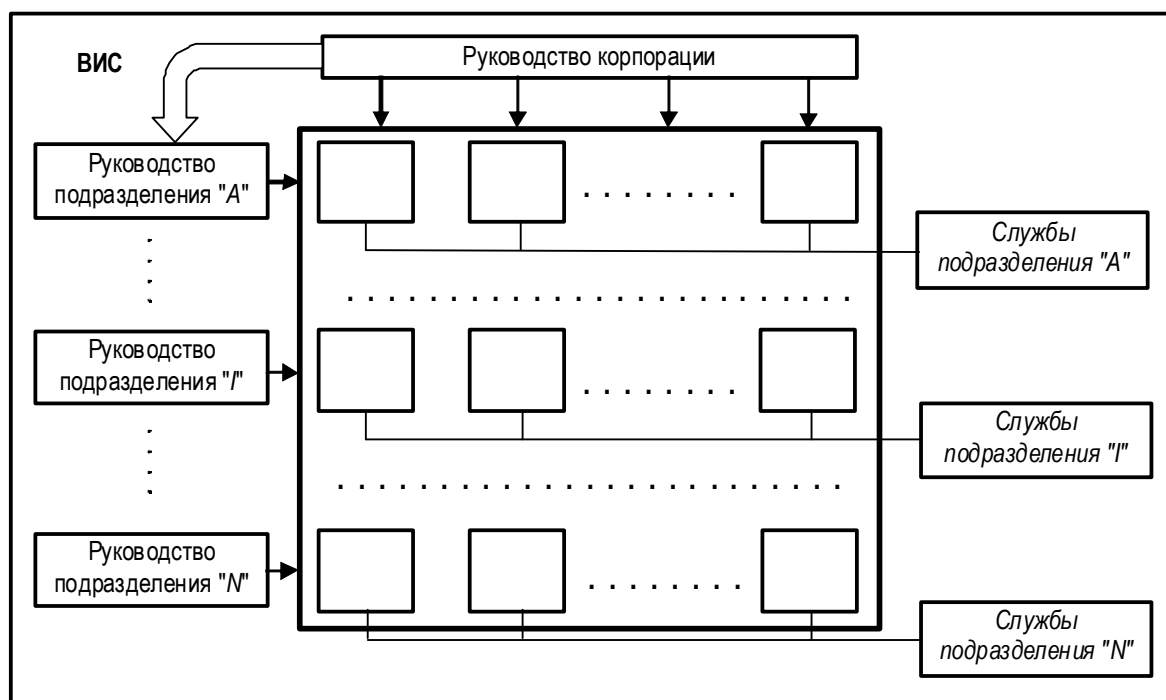 ВИС
Руководство корпорации
Руководство
подразделения "A"
Службы
подразделения "A"
Руководство
подразделения "I"
Службы
подразделения "I"
Руководство
подразделения "N"
Службы
подразделения "N"